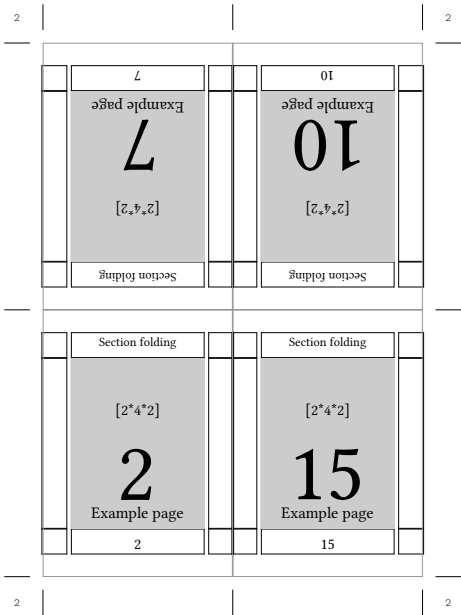 2
2
7
10
Example page
Example page
7
10
[2*4*2]
[2*4*2]
Section folding
Section folding
Section folding
Section folding
[2*4*2]
[2*4*2]
2
15
Example page
Example page
2
15
2
2